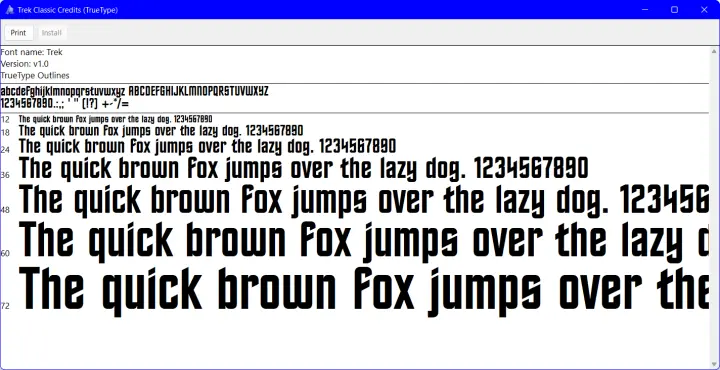 Trek Classic Credits (TrueType)
Print Install
Font name: Trek
Version: v1.0
TrueType Outlines
abcdefghijklmnopqrstuvwxyz ABCDEFGHIJKLMNOPQRSTUVWXYZ
1234567890.:,; ' " (!?) +-*/=
12 The quick brown fox jumps over the lazy dog. 1234567890
18 The quick brown fox jumps over the lazy dog. 1234567890
24 The quick brown fox jumps over the lazy dog. 1234567890
36 The quick brown fox jumps over the lazy dog. 1234567890
48 The quick brown fox jumps over the lazy dog. 123456
60 The quick brown fox jumps over the lazy d
72 The quick brown fox jumps over the